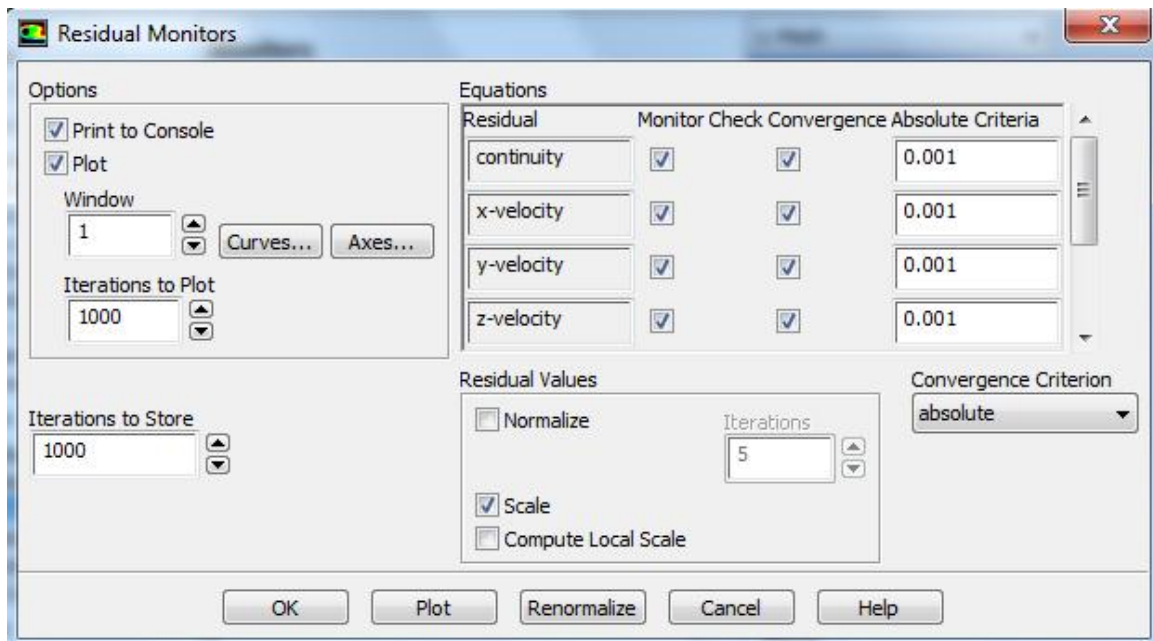 Residual Monitors
Options
Print to Console
Plot
Window
1
Curves...
Axes...
Iterations to Plot
1000
Iterations to Store
1000
Equations
Residual Monitor Check Convergence Absolute Criteria
continuity 0.001
x-velocity 0.001
y-velocity 0.001
z-velocity 0.001
Residual Values
Normalize
Iterations
5
Scale
Compute Local Scale
Convergence Criterion
absolute
OK Plot Renormalize Cancel Help